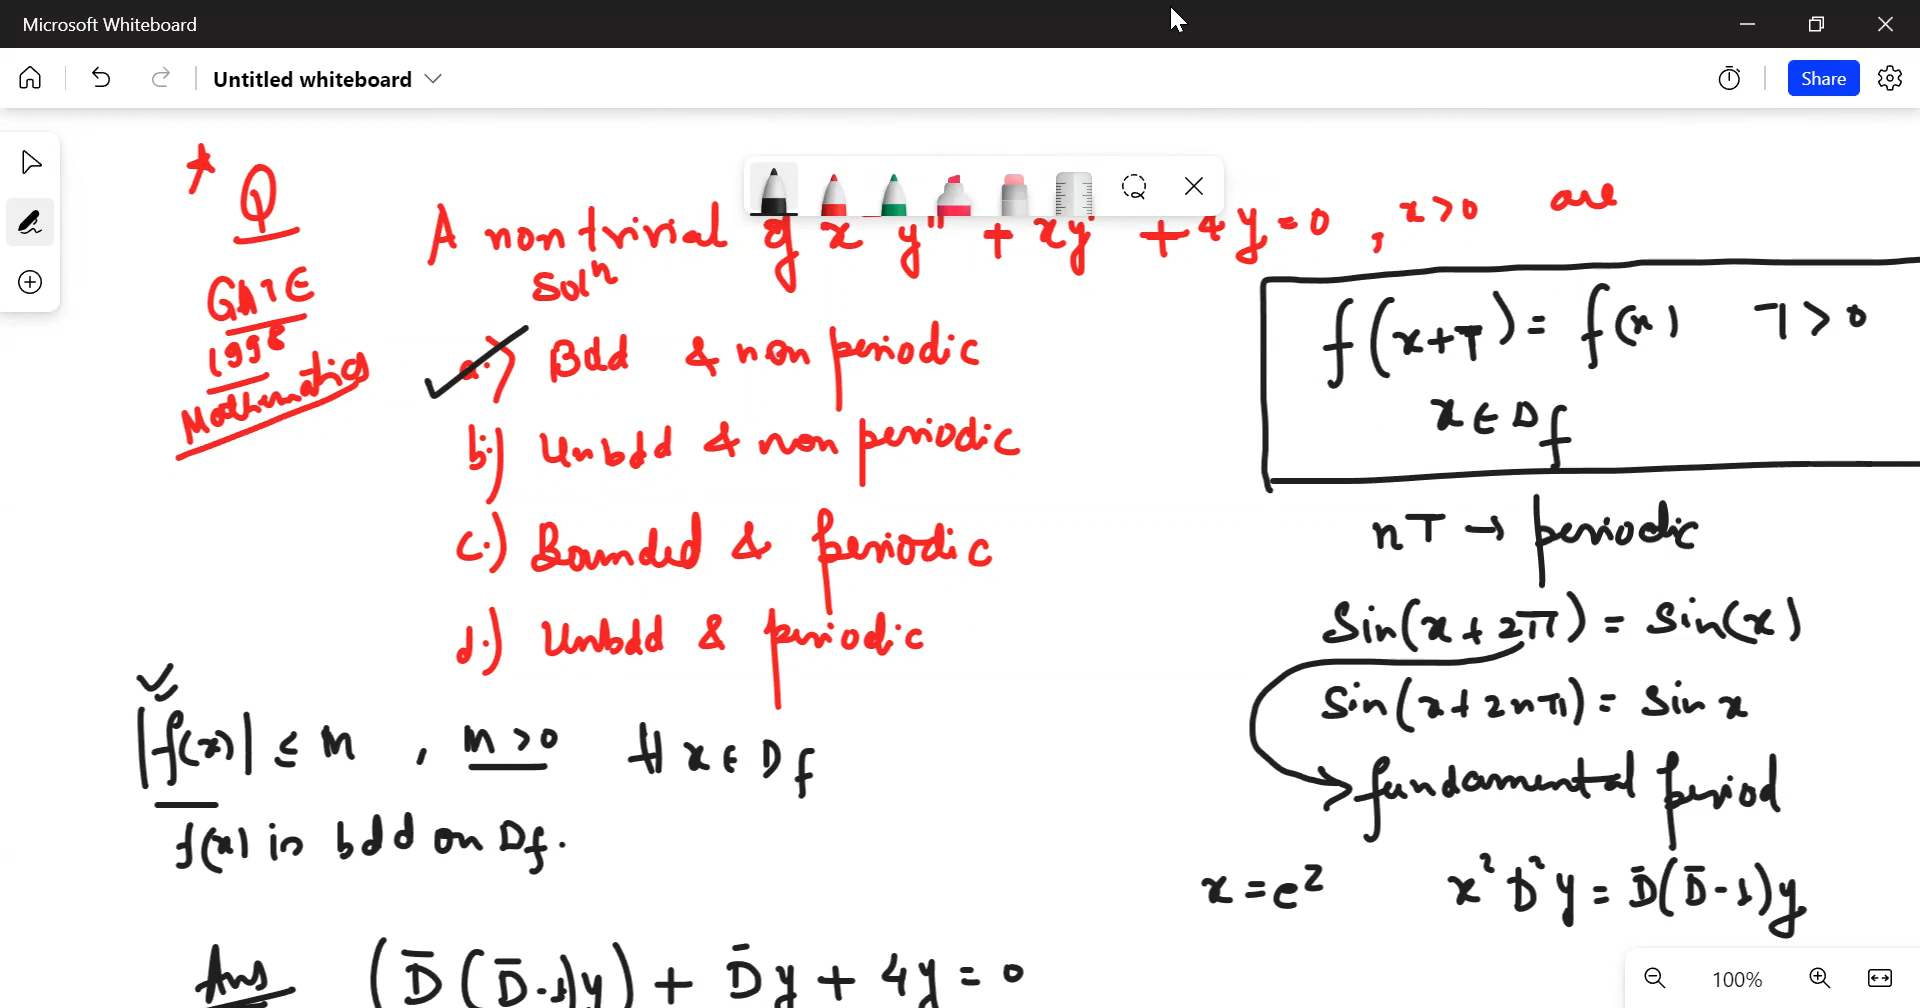 Microsoft Whiteboard
Untitled whiteboard
Share
* Q
GATE
1998
Mathematics
A non trivial of x y" + xy' + 4y = 0 , x>0 are
Solⁿ
a.) Bdd & non periodic
b.) Unbdd & non periodic
c.) Bounded & periodic
d.) Unbdd & periodic
f(x+T) = f(x) T > 0
x ∈ Df
nT → periodic
Sin(x + 2π) = Sin(x)
Sin(x + 2nπ) = Sin x
fundamental period
|f(x)| ≤ M , M > 0 ∀ x ∈ Df
f(x) is bdd on Df.
x = e^z x² D² y = D̄(D̄-1)y
Ans (D̄(D̄-1)y) + D̄y + 4y = 0
100%